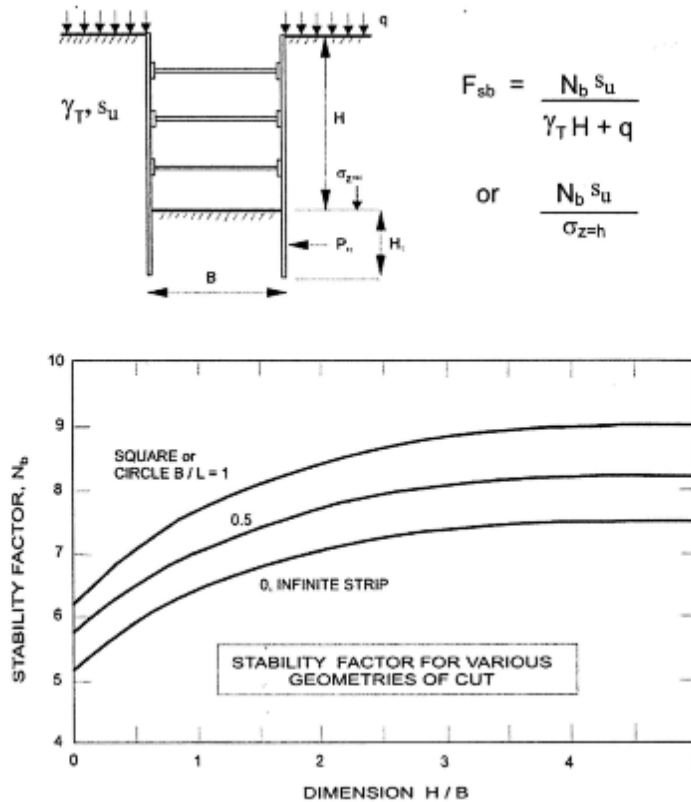 q
γT, su
H
σz=h
B
Fsb = Nb su
γT H + q
or Nb su
σz=h
STABILITY FACTOR, Nb
10
9
8
7
6
5
4
SQUARE or
CIRCLE B / L = 1
0.5
0, INFINITE STRIP
STABILITY FACTOR FOR VARIOUS
GEOMETRIES OF CUT
0 1 2 3 4
DIMENSION H / B